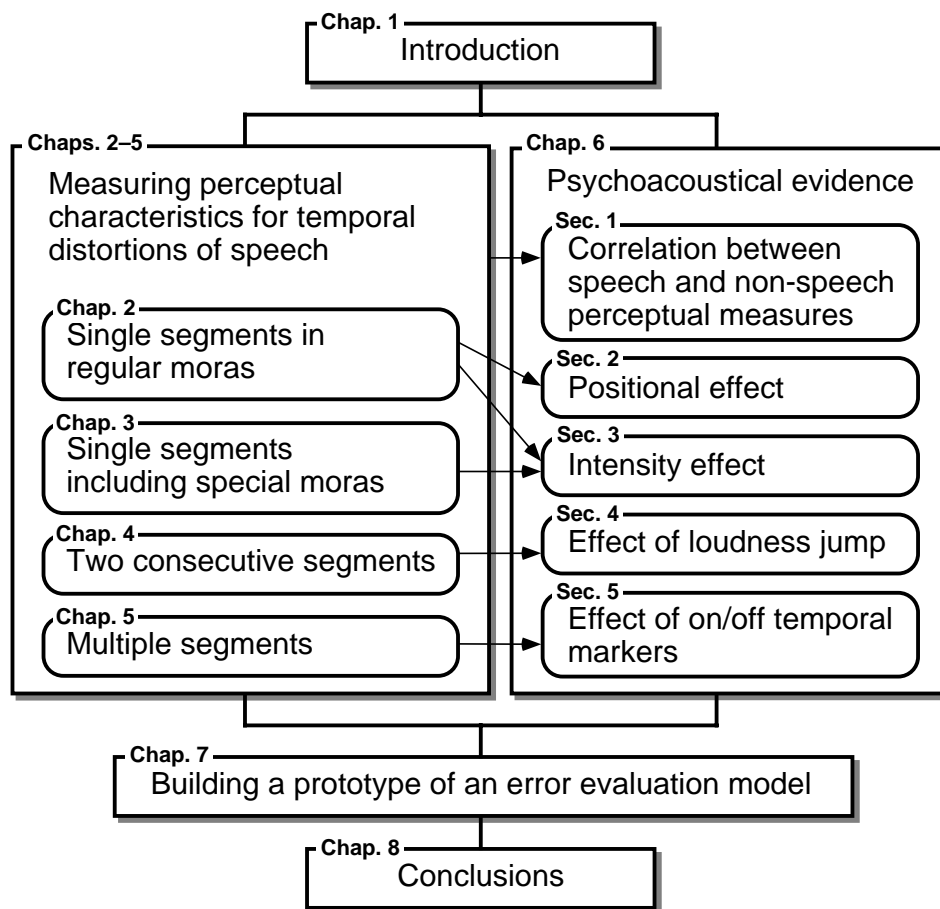 Chap. 1
Introduction
Chaps. 2–5
Measuring perceptual
characteristics for temporal
distortions of speech
Chap. 2
Single segments in
regular moras
Chap. 3
Single segments
including special moras
Chap. 4
Two consecutive segments
Chap. 5
Multiple segments
Chap. 6
Psychoacoustical evidence
Sec. 1
Correlation between
speech and non-speech
perceptual measures
Sec. 2
Positional effect
Sec. 3
Intensity effect
Sec. 4
Effect of loudness jump
Sec. 5
Effect of on/off temporal
markers
Chap. 7
Building a prototype of an error evaluation model
Chap. 8
Conclusions